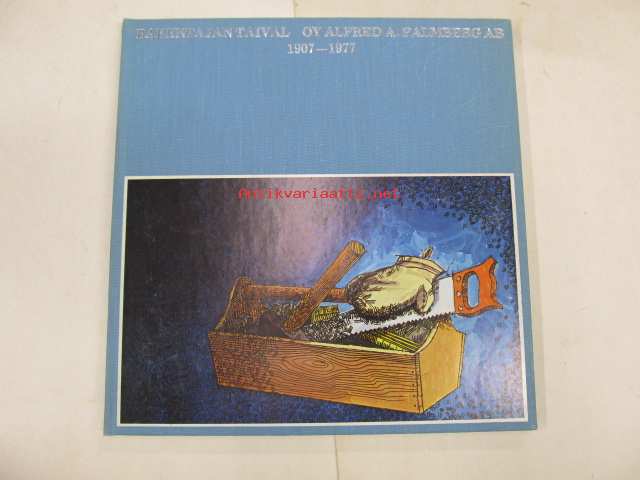 RAKENTAJAN TAIVAL OY ALFRED A. PALMBERG AB
1907—1977
Antikvariaatti.net